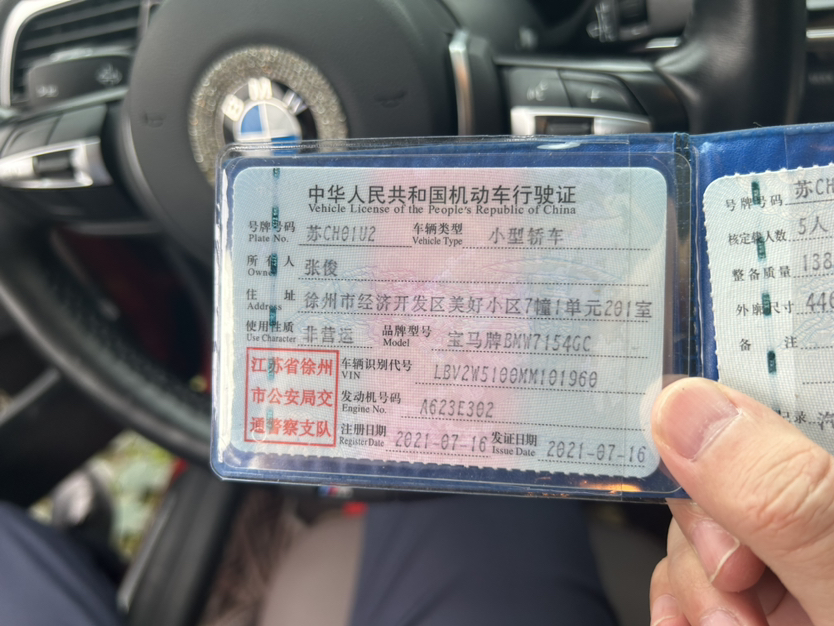 BMW
中华人民共和国机动车行驶证
Vehicle License of the People's Republic of China
号牌号码 苏CH01U2 车辆类型 小型轿车
Plate No. Vehicle Type
所有人 张俊
Owner
住址 徐州市经济开发区美好小区7幢1单元201室
Address
使用性质 非营运 品牌型号 宝马牌BMW7154GC
Use Character Model
江苏省徐州
市公安局交
通警察支队
车辆识别代号 LBV2W5100MM101960
VIN
发动机号码 A623E302
Engine No.
注册日期 2021-07-16 发证日期 2021-07-16
Register Date Issue Date
号牌号码 苏CH
核定载人数 5人
整备质量 138
外廓尺寸 44
备注
记录